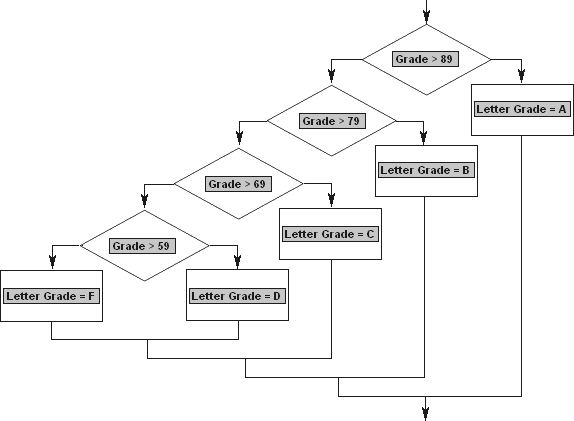 Grade > 89
Letter Grade = A
Grade > 79
Letter Grade = B
Grade > 69
Letter Grade = C
Grade > 59
Letter Grade = F
Letter Grade = D